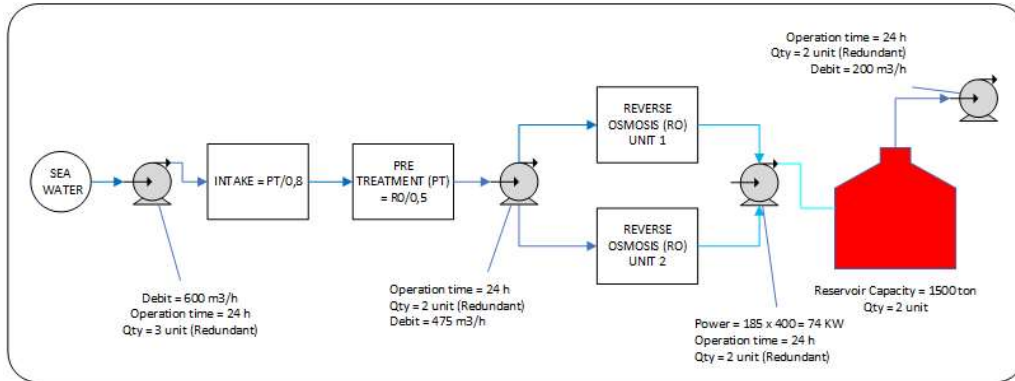 SEA
WATER
Debit = 600 m3/h
Operation time = 24 h
Qty = 3 unit (Redundant)
INTAKE = PT/0,8
PRE
TREATMENT (PT)
= R0/0,5
Operation time = 24 h
Qty = 2 unit (Redundant)
Debit = 475 m3/h
REVERSE
OSMOSIS (RO)
UNIT 1
REVERSE
OSMOSIS (RO)
UNIT 2
Power = 185 x 400 = 74 KW
Operation time = 24 h
Qty = 2 unit (Redundant)
Operation time = 24 h
Qty = 2 unit (Redundant)
Debit = 200 m3/h
Reservoir Capacity = 1500 ton
Qty = 2 unit